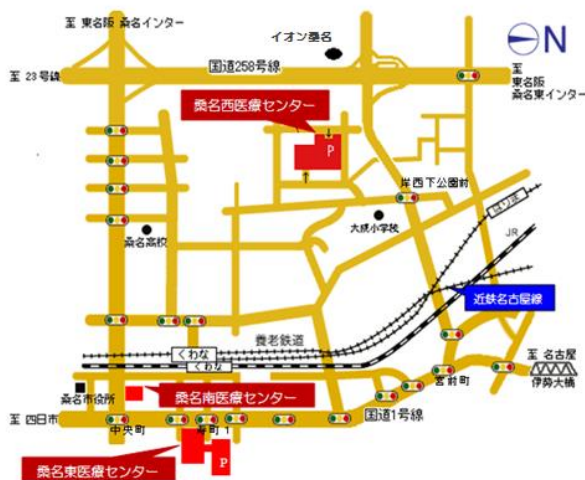 至 東名阪 桑名インター
イオン桑名
N
至 23号線
国道258号線
至
東名阪
桑名東インター
桑名西医療センター
P
岸西下公園前
大成小学校
桑名高校
JR
近鉄名古屋線
養老鉄道
くわな
くわな
至 名古屋
伊勢大橋
宮前町
桑名市役所
桑名南医療センター
国道1号線
至 四日市
中央町
寿町 1
桑名東医療センター
P